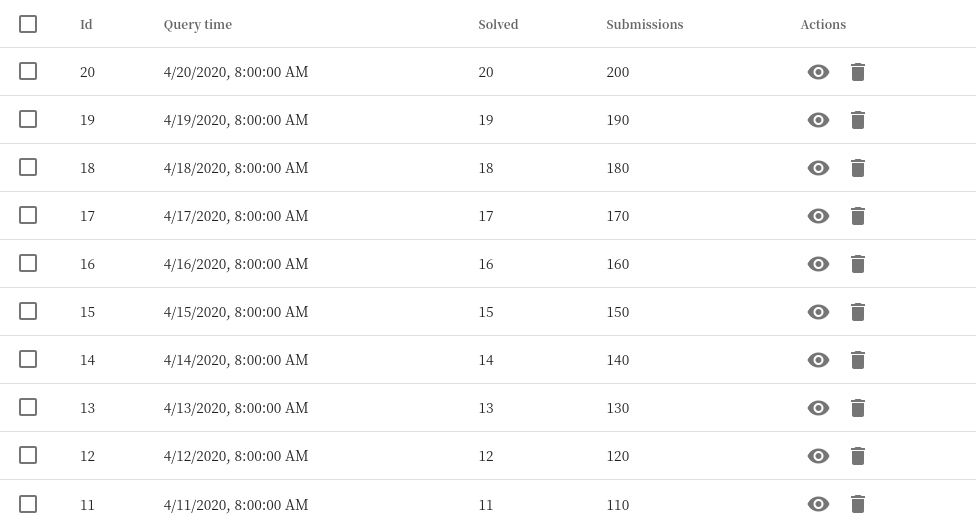 Id Query time Solved Submissions Actions
20 4/20/2020, 8:00:00 AM 20 200
19 4/19/2020, 8:00:00 AM 19 190
18 4/18/2020, 8:00:00 AM 18 180
17 4/17/2020, 8:00:00 AM 17 170
16 4/16/2020, 8:00:00 AM 16 160
15 4/15/2020, 8:00:00 AM 15 150
14 4/14/2020, 8:00:00 AM 14 140
13 4/13/2020, 8:00:00 AM 13 130
12 4/12/2020, 8:00:00 AM 12 120
11 4/11/2020, 8:00:00 AM 11 110